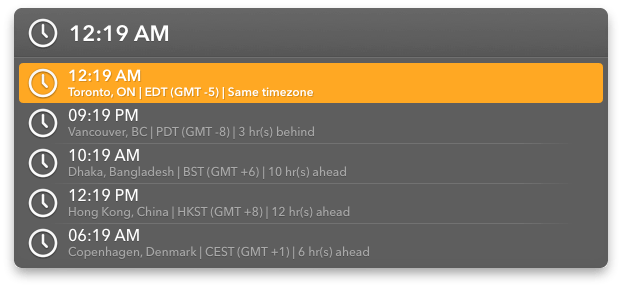 12:19 AM
12:19 AM
Toronto, ON | EDT (GMT -5) | Same timezone
09:19 PM
Vancouver, BC | PDT (GMT -8) | 3 hr(s) behind
10:19 AM
Dhaka, Bangladesh | BST (GMT +6) | 10 hr(s) ahead
12:19 PM
Hong Kong, China | HKST (GMT +8) | 12 hr(s) ahead
06:19 AM
Copenhagen, Denmark | CEST (GMT +1) | 6 hr(s) ahead